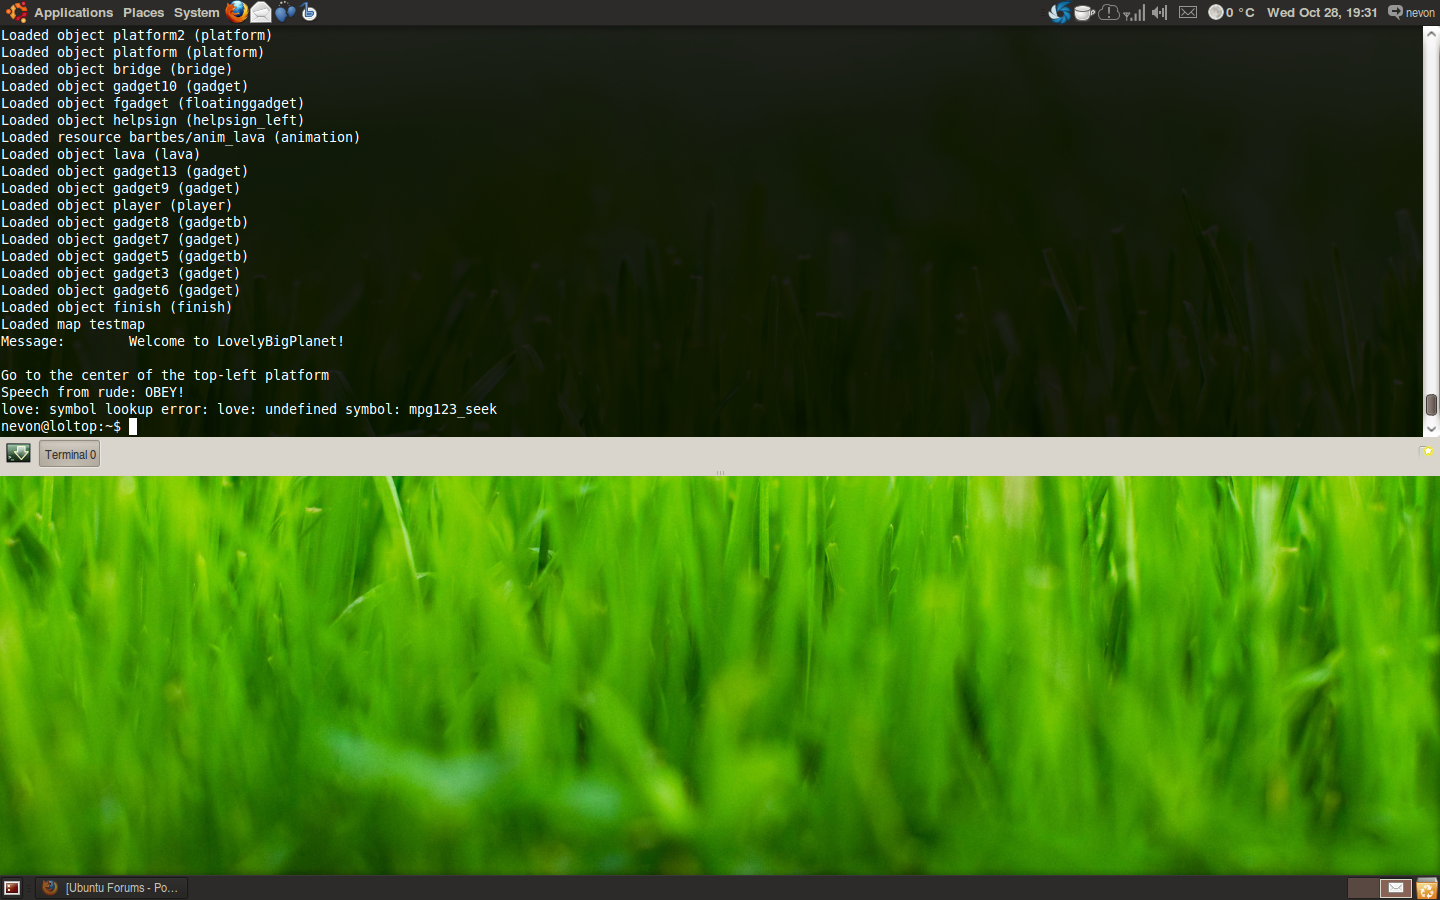 Applications Places System 0 °C Wed Oct 28, 19:31 nevon
Loaded object platform2 (platform)
Loaded object platform (platform)
Loaded object bridge (bridge)
Loaded object gadget10 (gadget)
Loaded object fgadget (floatinggadget)
Loaded object helpsign (helpsign_left)
Loaded resource bartbes/anim_lava (animation)
Loaded object lava (lava)
Loaded object gadget13 (gadget)
Loaded object gadget9 (gadget)
Loaded object player (player)
Loaded object gadget8 (gadgetb)
Loaded object gadget7 (gadget)
Loaded object gadget5 (gadgetb)
Loaded object gadget3 (gadget)
Loaded object gadget6 (gadget)
Loaded object finish (finish)
Loaded map testmap
Message:        Welcome to LovelyBigPlanet!
Go to the center of the top-left platform
Speech from rude: OBEY!
love: symbol lookup error: love: undefined symbol: mpg123_seek
nevon@loltop:~$
Terminal 0
[Ubuntu Forums - Po...